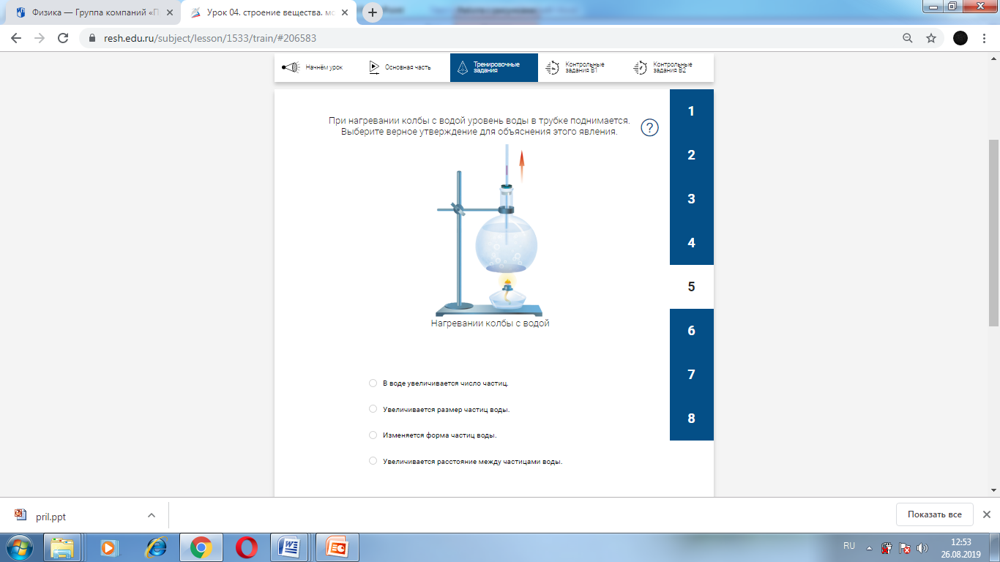 Физика — Группа компаний «П
Урок 04. строение вещества. мо
resh.edu.ru/subject/lesson/1533/train/#206583
Начнём урок
Основная часть
Тренировочные
задания
Контрольные
задания В1
Контрольные
задания В2
При нагревании колбы с водой уровень воды в трубке поднимается.
Выберите верное утверждение для объяснения этого явления.
?
1
2
3
4
5
6
7
8
Нагревании колбы с водой
В воде увеличивается число частиц.
Увеличивается размер частиц воды.
Изменяется форма частиц воды.
Увеличивается расстояние между частицами воды.
pril.ppt
Показать все
RU
12:53
26.08.2019